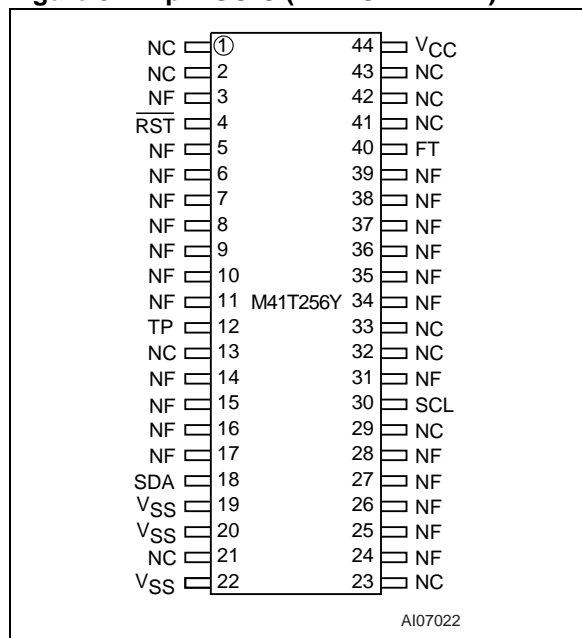 NC 1 44 VCC
NC 2 43 NC
NF 3 42 NC
RST 4 41 NC
NF 5 40 FT
NF 6 39 NF
NF 7 38 NF
NF 8 37 NF
NF 9 36 NF
NF 10 35 NF
NF 11 M41T256Y 34 NF
TP 12 33 NC
NC 13 32 NC
NF 14 31 NF
NF 15 30 SCL
NF 16 29 NC
NF 17 28 NF
SDA 18 27 NF
VSS 19 26 NF
VSS 20 25 NF
NC 21 24 NF
VSS 22 23 NC
AI07022